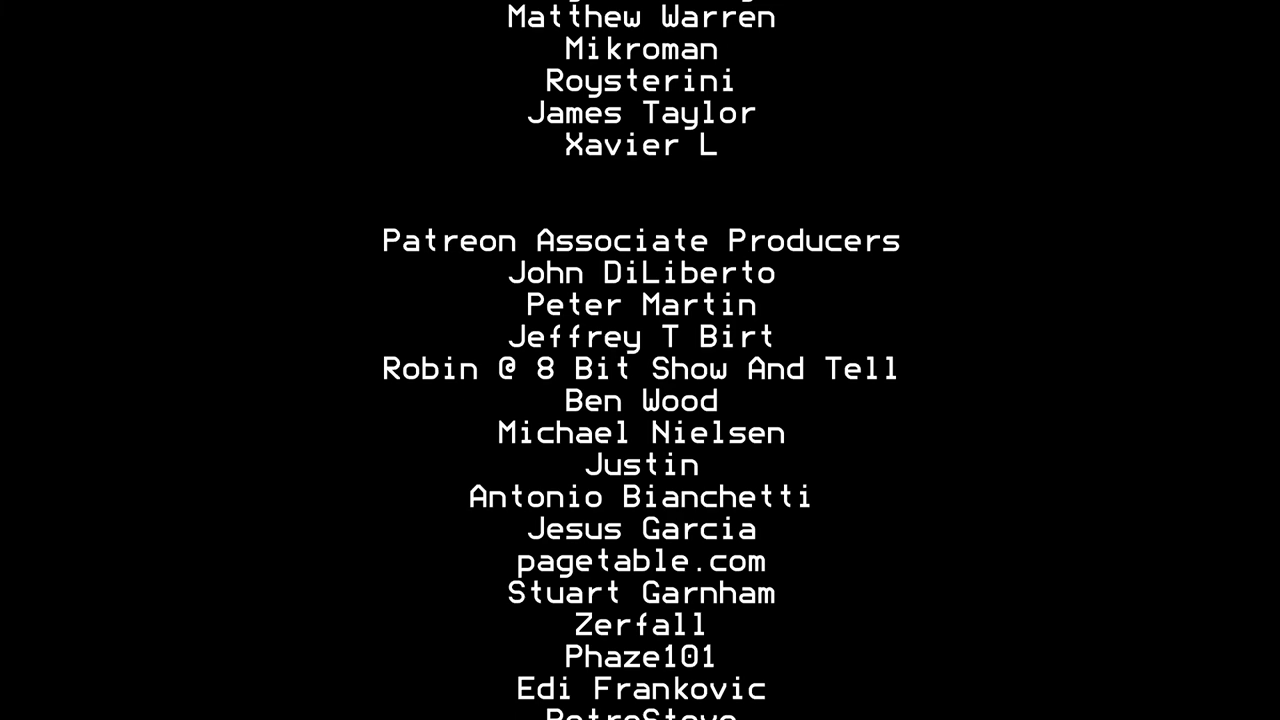 Matthew Warren
Mikroman
Roysterini
James Taylor
Xavier L
Patreon Associate Producers
John DiLiberto
Peter Martin
Jeffrey T Birt
Robin @ 8 Bit Show And Tell
Ben Wood
Michael Nielsen
Justin
Antonio Bianchetti
Jesus Garcia
pagetable.com
Stuart Garnham
Zerfall
Phaze101
Edi Frankovic
RetroSteve